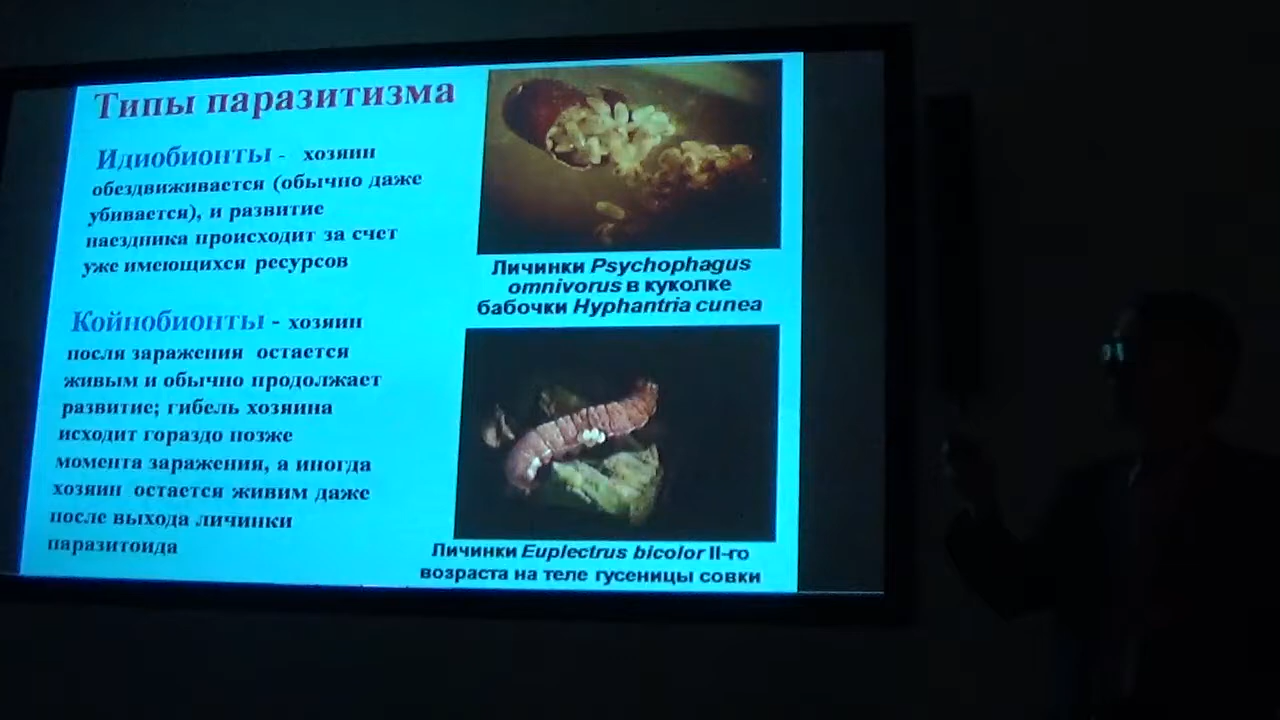 Типы паразитизма
Идиобионты - хозяин
обездвиживается (обычно даже
убивается), и развитие
наездника происходит за счет
уже имеющихся ресурсов
Койнобионты - хозяин
посля заражения остается
живым и обычно продолжает
развитие; гибель хозяина
исходит гораздо позже
момента заражения, а иногда
хозяин остается живим даже
после выхода личинки
паразитоида
Личинки Psychophagus
omnivorus в куколке
бабочки Hyphantria cunea
Личинки Euplectrus bicolor II-го
возраста на теле гусеницы совки